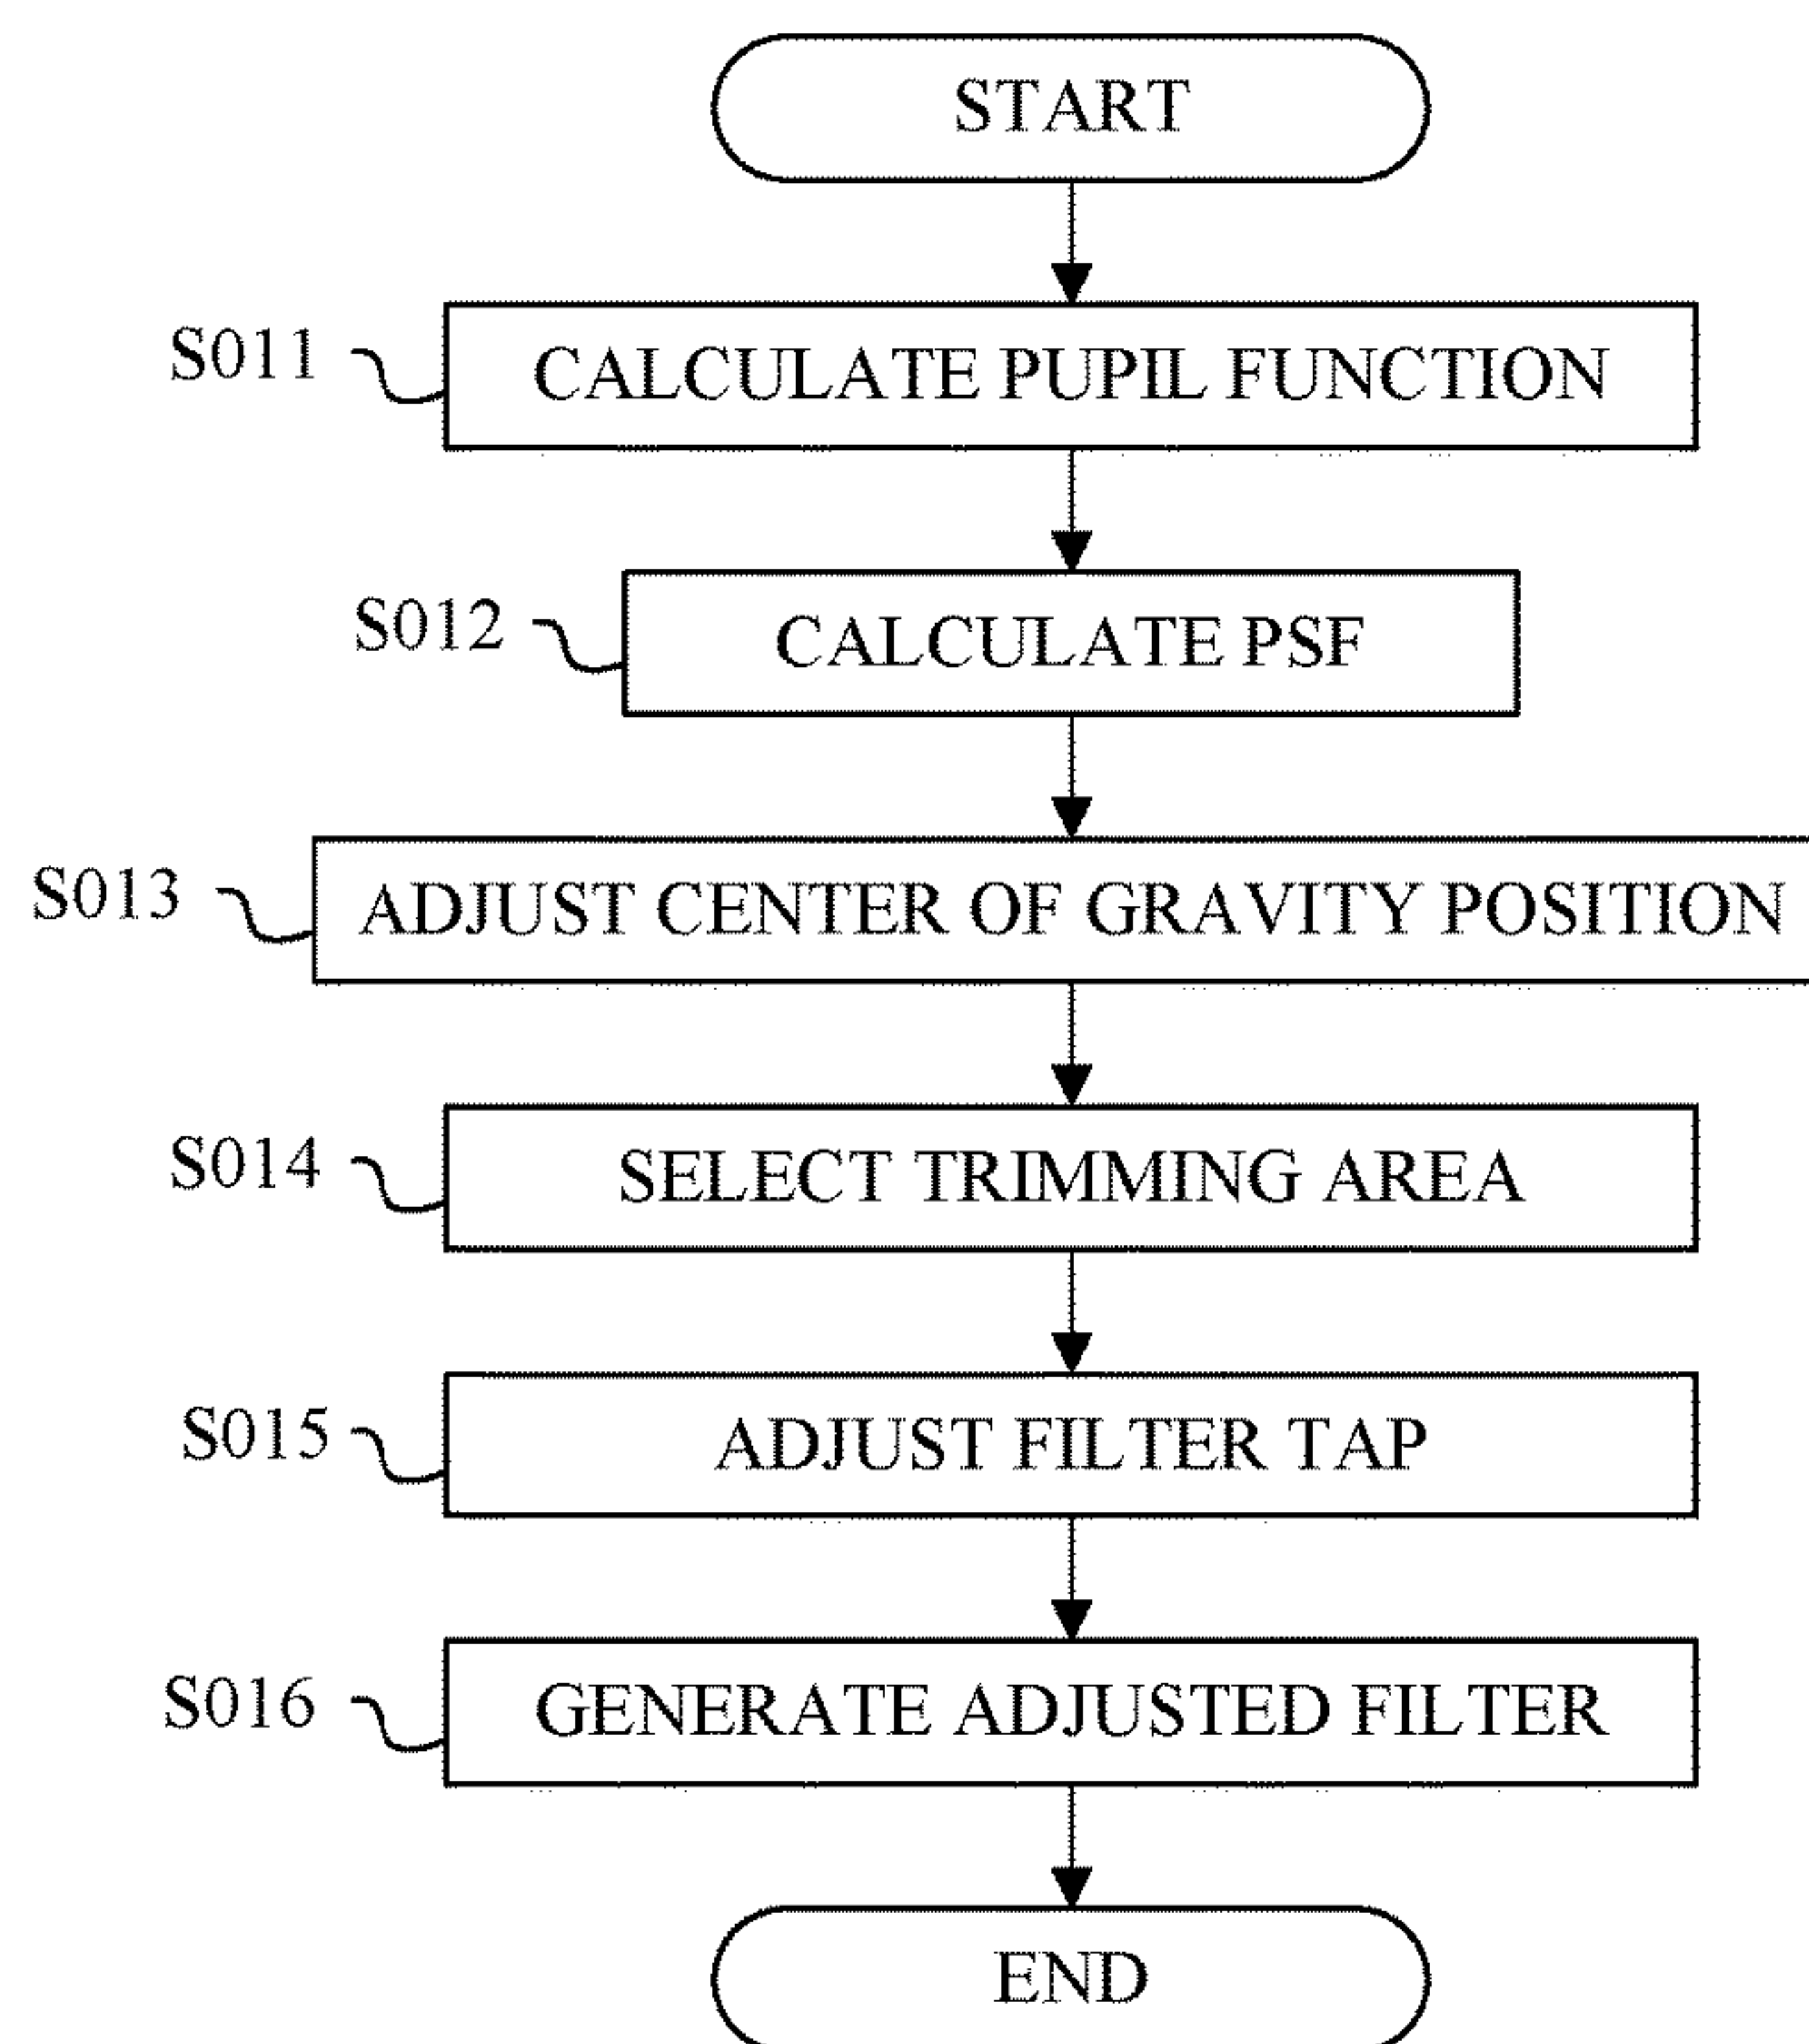 START
S011 CALCULATE PUPIL FUNCTION
S012 CALCULATE PSF
S013 ADJUST CENTER OF GRAVITY POSITION
S014 SELECT TRIMMING AREA
S015 ADJUST FILTER TAP
S016 GENERATE ADJUSTED FILTER
END